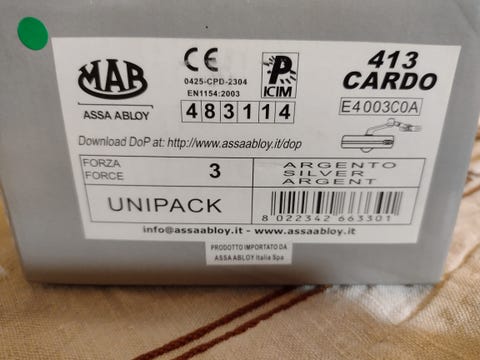 MAB
ASSA ABLOY
CE
0425-CPD-2304
EN1154:2003
P
ICIM
483114
413
CARDO
E4003C0A
Download DoP at: http://www.assaabloy.it/dop
FORZA
FORCE
3
ARGENTO
SILVER
ARGENT
UNIPACK
8 022342 663301
info@assaabloy.it - www.assaabloy.it
PRODOTTO IMPORTATO DA
ASSA ABLOY Italia Spa